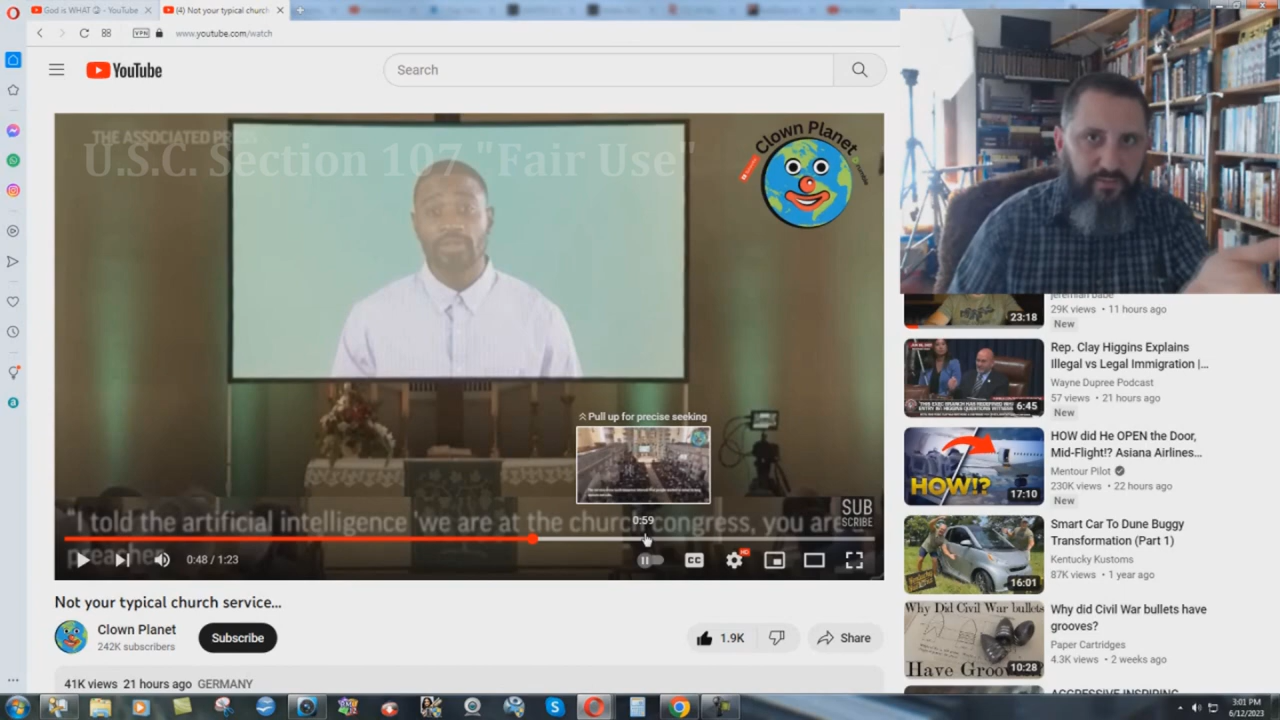 God is WHAT
- YouTube
(4) Not your typical church
VPN
www.youtube.com/watch
YouTube
Search
THE ASSOCIATED PRESS
U.S.C. Section 107 "Fair Use"
Clown Planet
Pull up for precise seeking
0:59
"I told the artificial intelligence 'we are at the church congress, you are
preacher
SUB
SCRIBE
0:48 / 1:23
CC
HD
Not your typical church service...
Clown Planet
242K subscribers
Subscribe
1.9K
Share
41K views 21 hours ago GERMANY
23:18
29K views • 11 hours ago
New
6:45
Rep. Clay Higgins Explains
Illegal vs Legal Immigration |...
Wayne Dupree Podcast
57 views • 21 hours ago
New
HOW!?
17:10
HOW did He OPEN the Door,
Mid-Flight!? Asiana Airlines...
Mentour Pilot
230K views • 22 hours ago
New
16:01
Smart Car To Dune Buggy
Transformation (Part 1)
Kentucky Kustoms
87K views • 1 year ago
Why Did Civil War bullets
Have Grooves?
10:28
Why did Civil War bullets have
grooves?
Paper Cartridges
4.3K views • 2 weeks ago
3:01 PM
6/12/2023